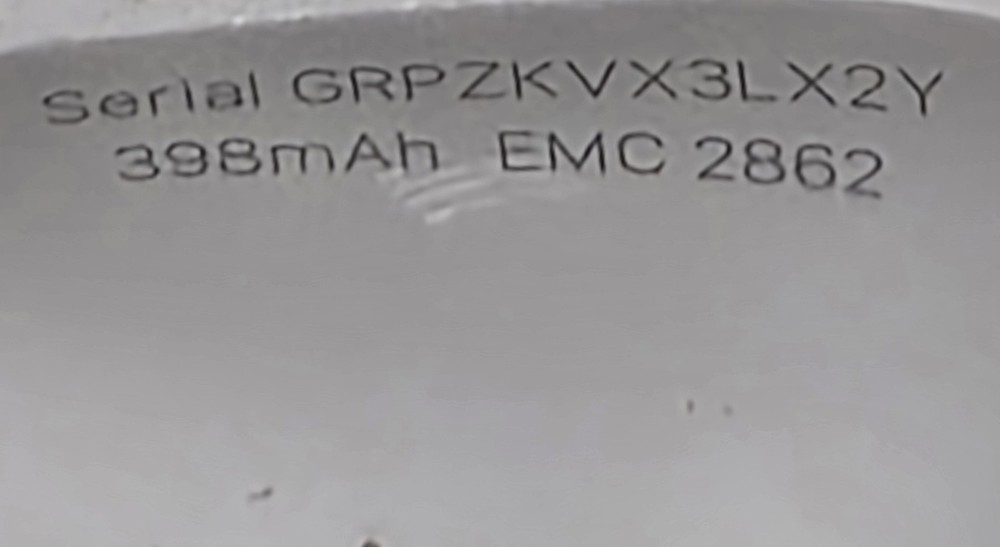 Serial GRPZKVX3LX2Y
398mAh EMC 2862